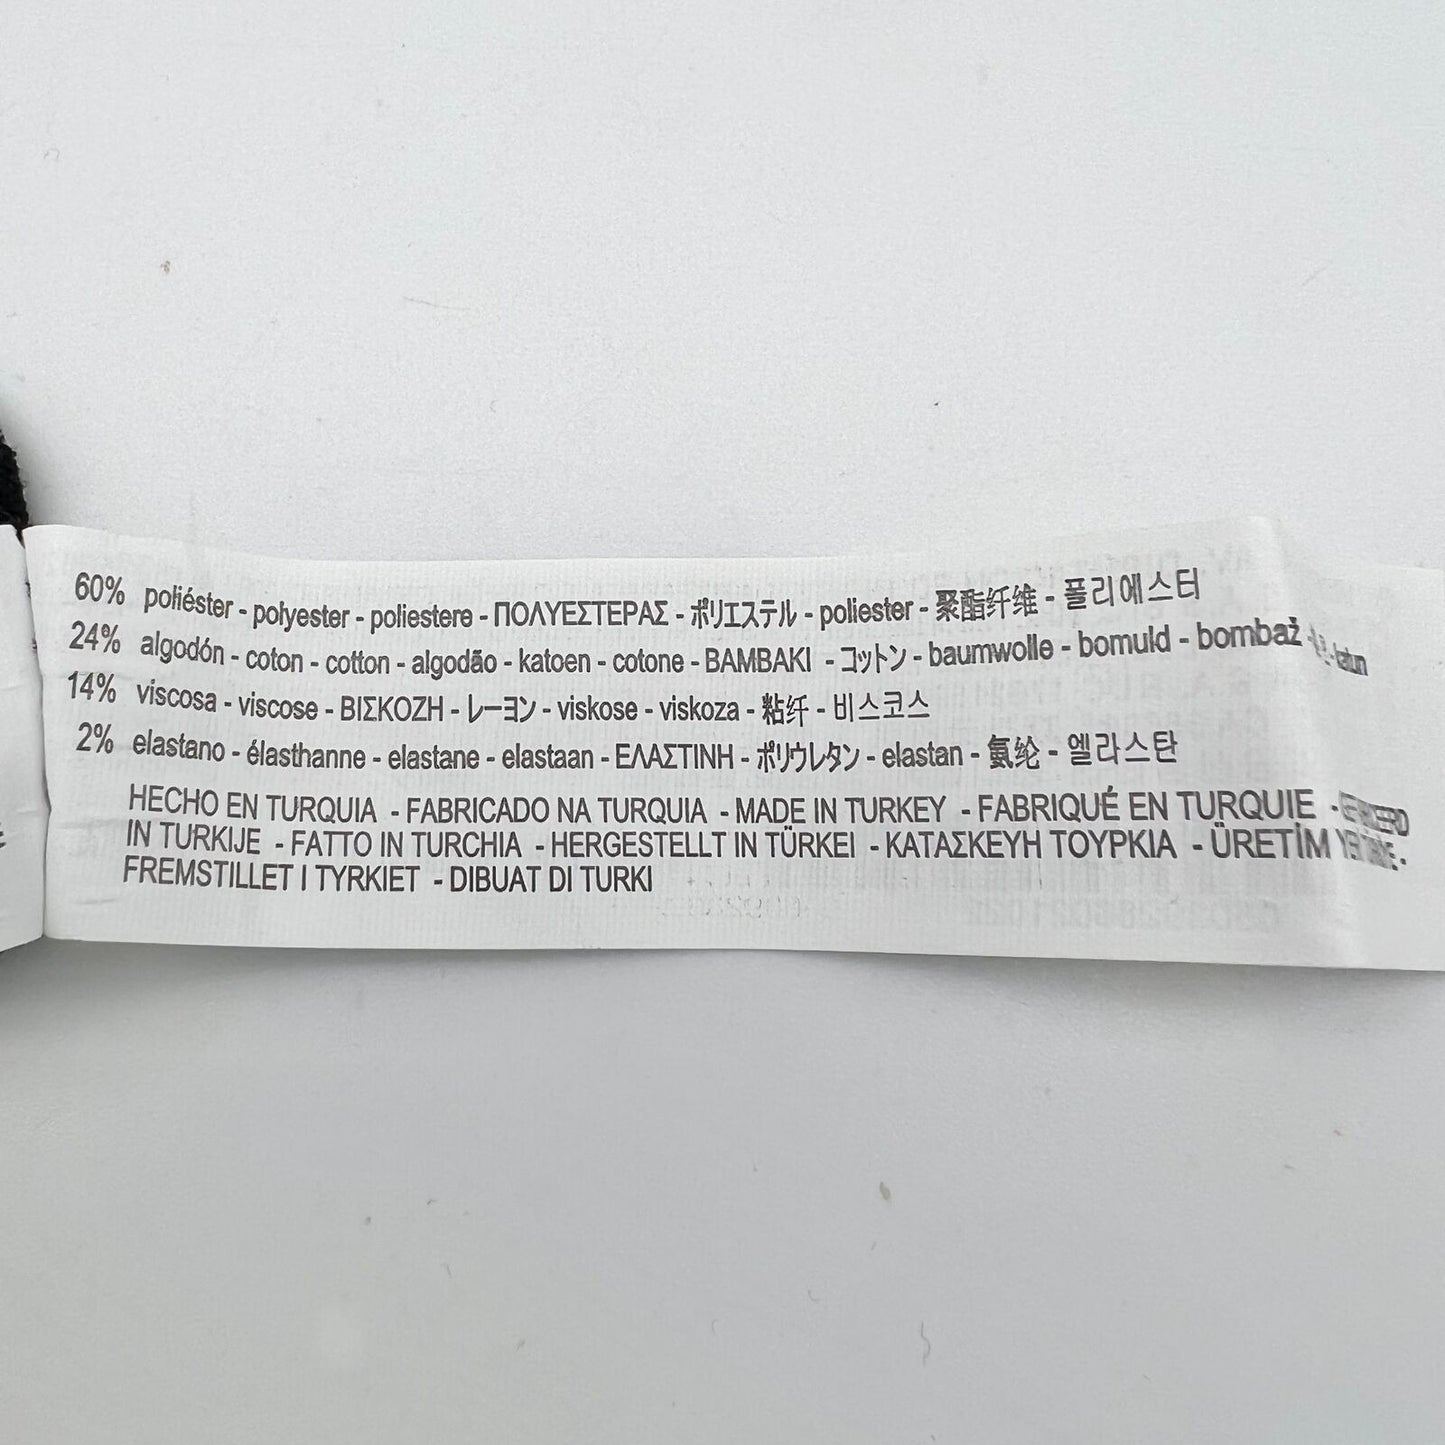 60% poliéster - polyester - poliestere - ΠΟΛΥΕΣΤΕΡΑΣ - ポリエステル - poliester - 聚酯纤维 - 폴리에스터
24% algodón - coton - cotton - algodão - katoen - cotone - BAMBAKI - コットン - baumwolle - bomuld - bombaž
14% viscosa - viscose - ΒΙΣΚΟΖΗ - レーヨン - viskose - viskoza - 粘纤 - 비스코스
2% elastano - élasthanne - elastane - elastaan - ΕΛΑΣΤΙΝΗ - ポリウレタン - elastan - 氨纶 - 엘라스탄
HECHO EN TURQUIA - FABRICADO NA TURQUIA - MADE IN TURKEY - FABRIQUÉ EN TURQUIE -
IN TURKIJE - FATTO IN TURCHIA - HERGESTELLT IN TÜRKEI - ΚΑΤΑΣΚΕΥΗ ΤΟΥΡΚΙΑ - ÜRETİM
FREMSTILLET I TYRKIET - DIBUAT DI TURKI